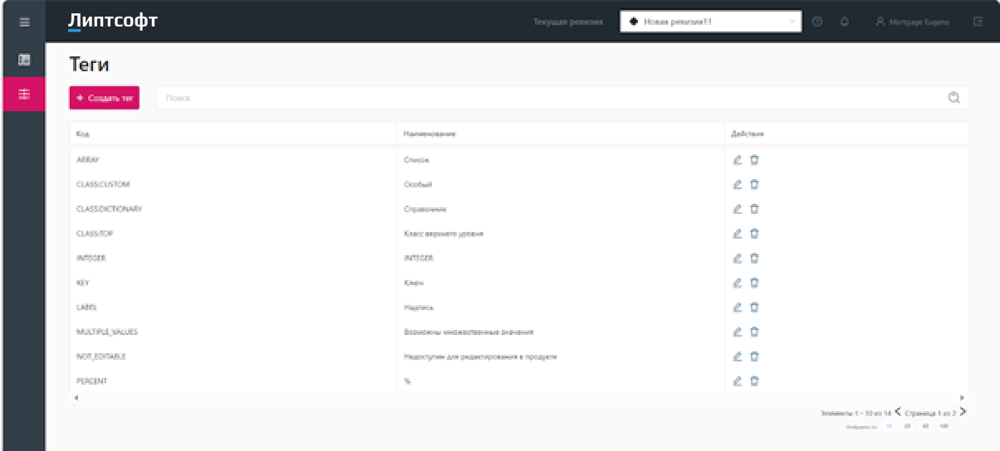 Липтсофт
Текущая ревизия
Новая ревизия11
Mortgage Eugene
Теги
+ Создать тег
Поиск
Код Наименование Действия
ARRAY Список
CLASS:CUSTOM Особый
CLASS:DICTIONARY Справочник
CLASS:TOP Класс верхнего уровня
INTEGER INTEGER
KEY Ключ
LABEL Надпись
MULTIPLE_VALUES Возможны множественные значения
NOT_EDITABLE Недоступен для редактирования в продукте
PERCENT %
Элементы 1 - 10 из 14 Страница 1 из 2
Отображать по: 10 20 50 100